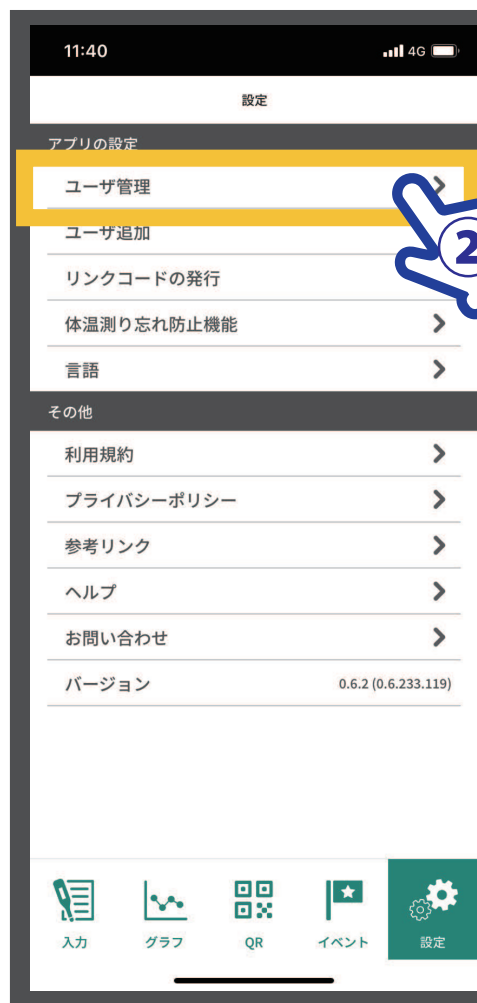 11:40
4G
設定
アプリの設定
ユーザ管理
ユーザ追加
2
リンクコードの発行
体温測り忘れ防止機能
言語
その他
利用規約
プライバシーポリシー
参考リンク
ヘルプ
お問い合わせ
バージョン 0.6.2 (0.6.233.119)
入力 グラフ QR イベント 設定